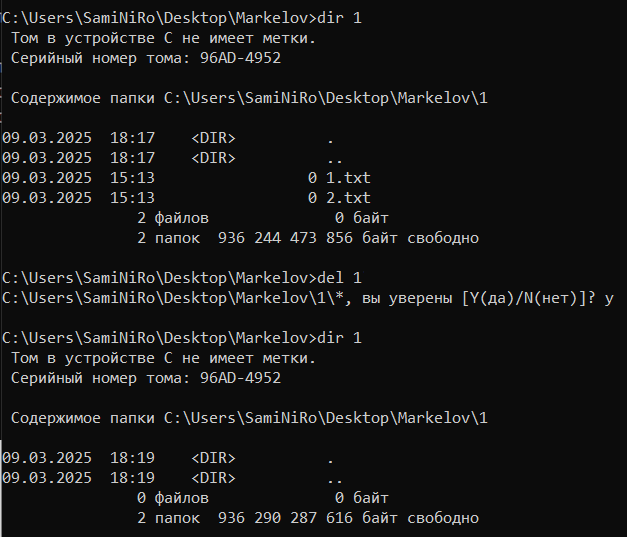 C:\Users\SamiNiRo\Desktop\Markelov>dir 1
Том в устройстве C не имеет метки.
Серийный номер тома: 96AD-4952
Содержимое папки C:\Users\SamiNiRo\Desktop\Markelov\1
09.03.2025  18:17    <DIR>          .
09.03.2025  18:17    <DIR>          ..
09.03.2025  15:13                 0 1.txt
09.03.2025  15:13                 0 2.txt
2 файлов              0 байт
2 папок  936 244 473 856 байт свободно
C:\Users\SamiNiRo\Desktop\Markelov>del 1
C:\Users\SamiNiRo\Desktop\Markelov\1\*, вы уверены [Y(да)/N(нет)]? y
C:\Users\SamiNiRo\Desktop\Markelov>dir 1
Том в устройстве C не имеет метки.
Серийный номер тома: 96AD-4952
Содержимое папки C:\Users\SamiNiRo\Desktop\Markelov\1
09.03.2025  18:19    <DIR>          .
09.03.2025  18:19    <DIR>          ..
0 файлов              0 байт
2 папок  936 290 287 616 байт свободно